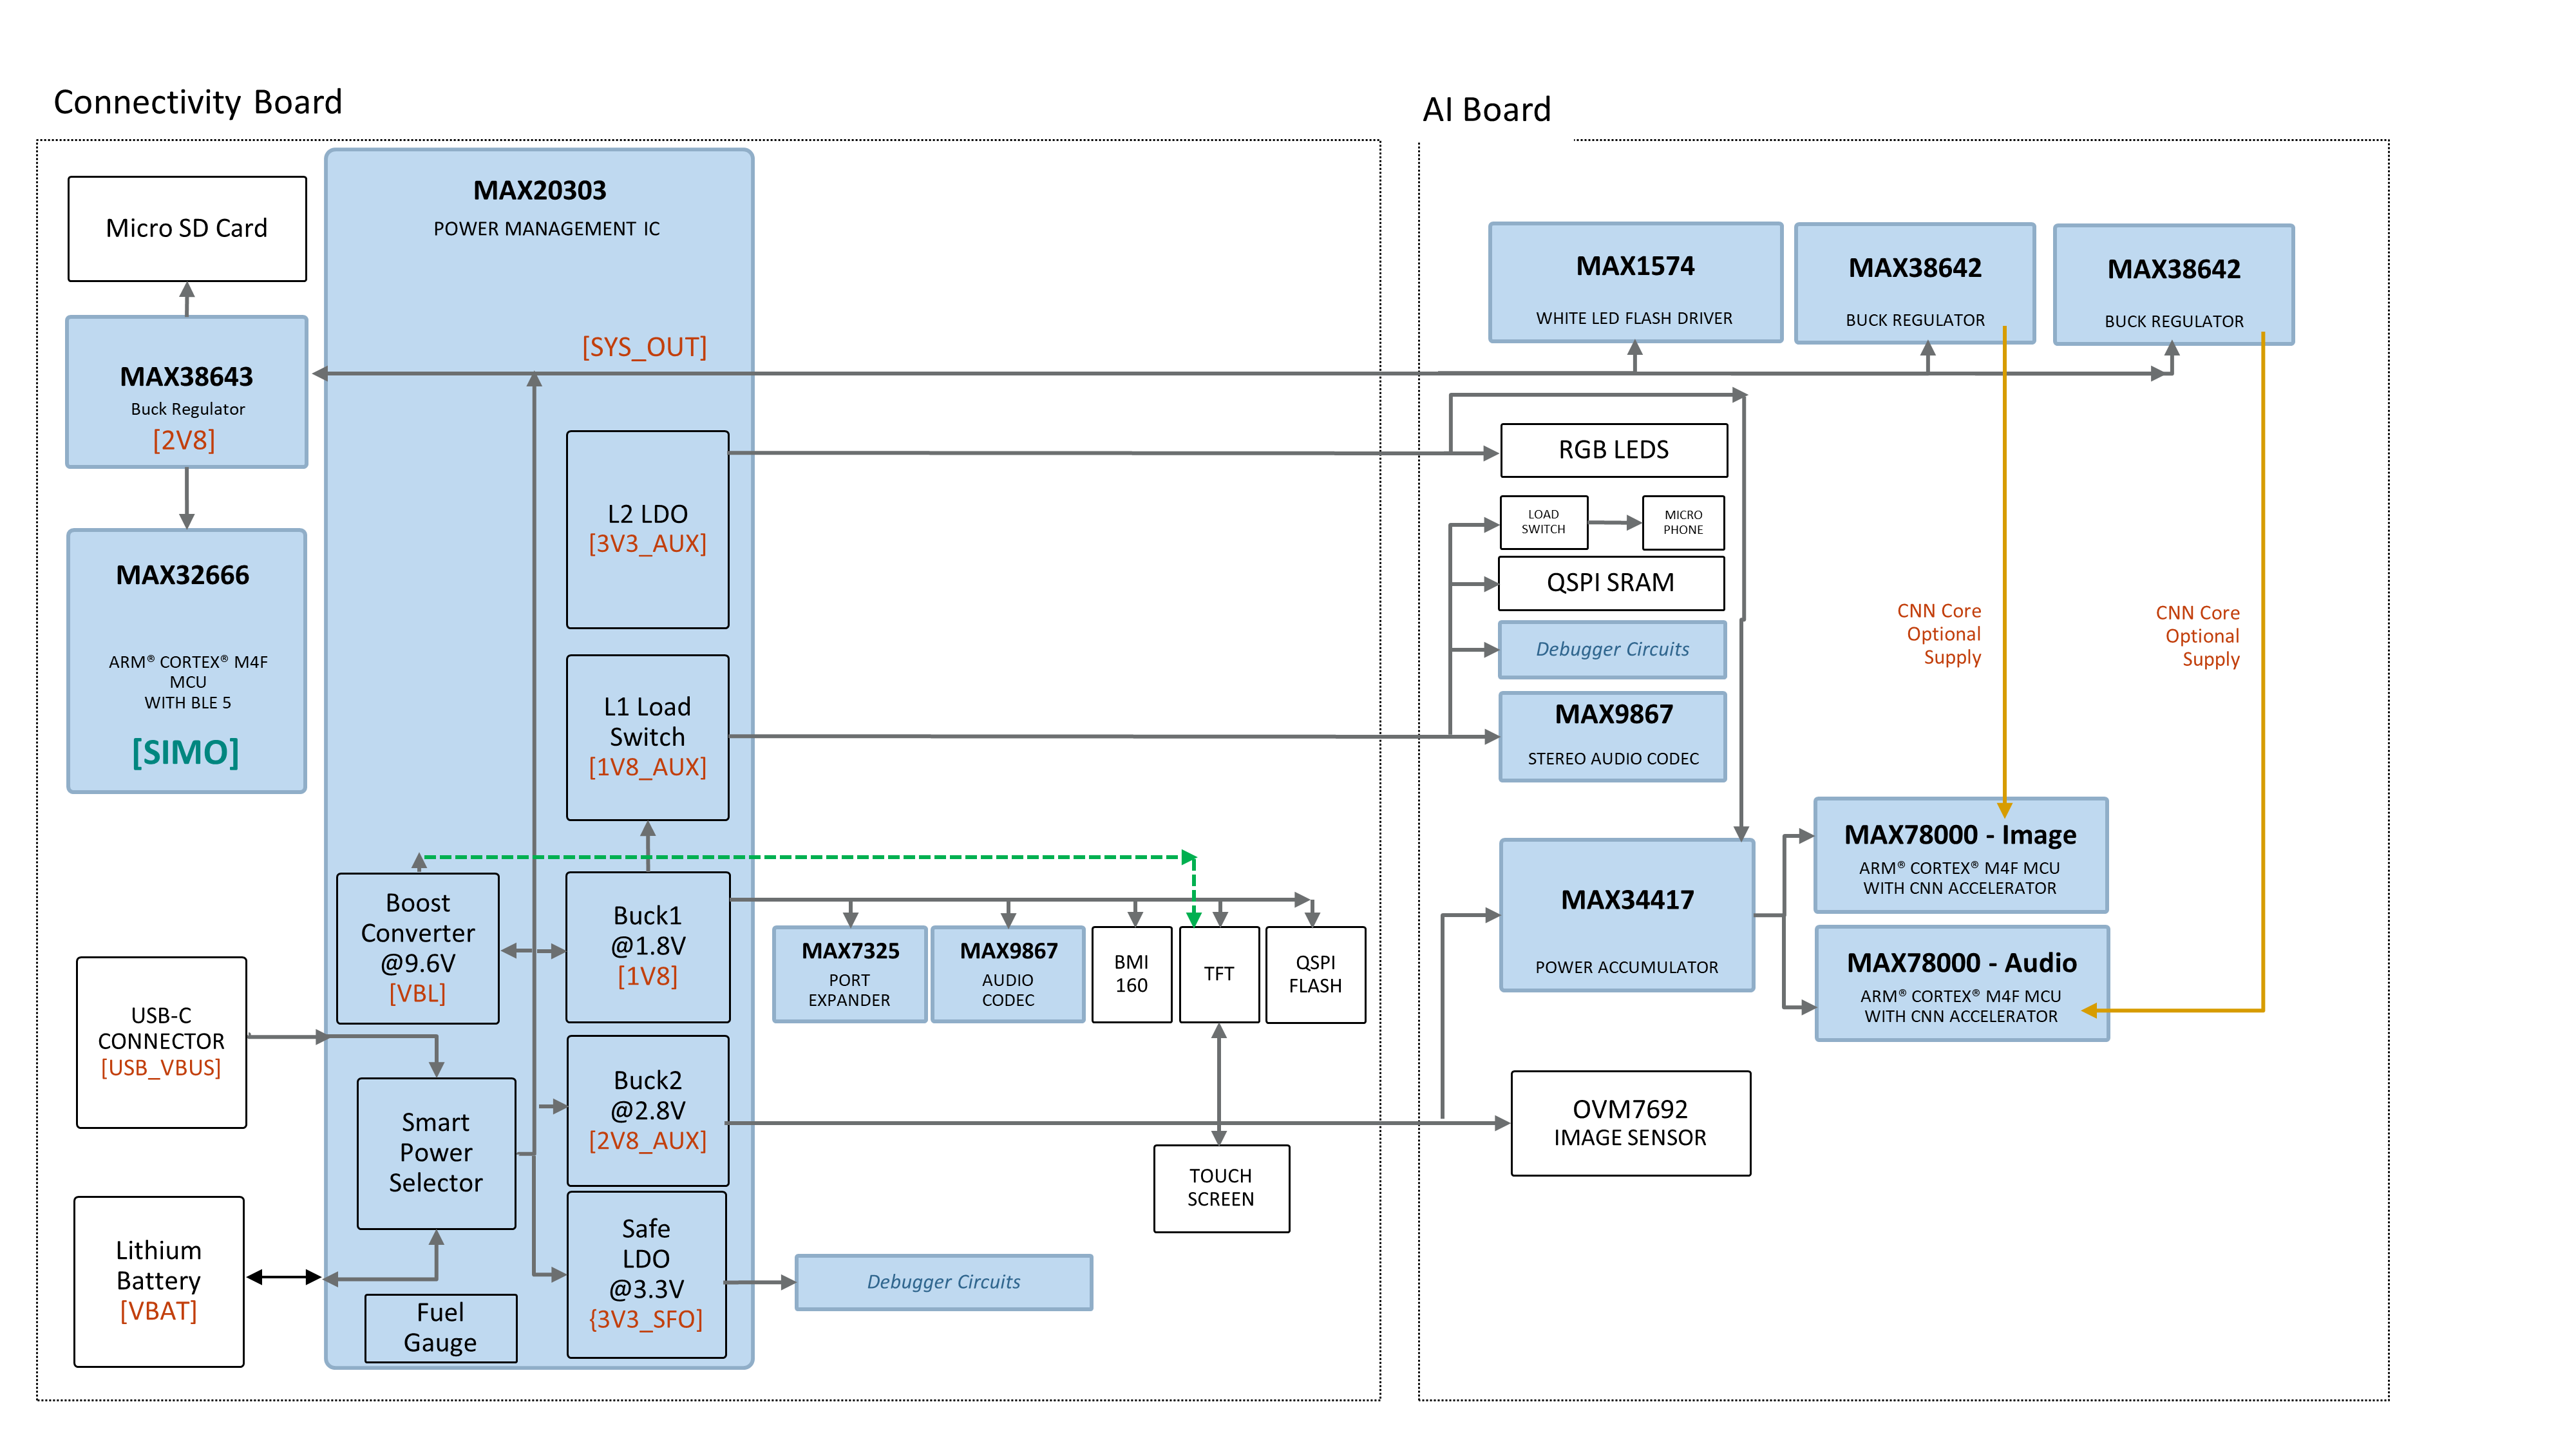 Connectivity Board
AI Board
Micro SD Card
MAX38643
Buck Regulator
[2V8]
MAX32666
ARM® CORTEX® M4F
MCU
WITH BLE 5
[SIMO]
USB-C
CONNECTOR
[USB_VBUS]
Lithium
Battery
[VBAT]
MAX20303
POWER MANAGEMENT IC
[SYS_OUT]
L2 LDO
[3V3_AUX]
L1 Load
Switch
[1V8_AUX]
Boost
Converter
@9.6V
[VBL]
Buck1
@1.8V
[1V8]
Smart
Power
Selector
Buck2
@2.8V
[2V8_AUX]
Fuel
Gauge
Safe
LDO
@3.3V
{3V3_SFO]
MAX7325
PORT
EXPANDER
MAX9867
AUDIO
CODEC
BMI
160
TFT
QSPI
FLASH
TOUCH
SCREEN
Debugger Circuits
MAX1574
WHITE LED FLASH DRIVER
MAX38642
BUCK REGULATOR
MAX38642
BUCK REGULATOR
RGB LEDS
LOAD
SWITCH
MICRO
PHONE
QSPI SRAM
Debugger Circuits
MAX9867
STEREO AUDIO CODEC
CNN Core
Optional
Supply
CNN Core
Optional
Supply
MAX34417
POWER ACCUMULATOR
MAX78000 - Image
ARM® CORTEX® M4F MCU
WITH CNN ACCELERATOR
MAX78000 - Audio
ARM® CORTEX® M4F MCU
WITH CNN ACCELERATOR
OVM7692
IMAGE SENSOR